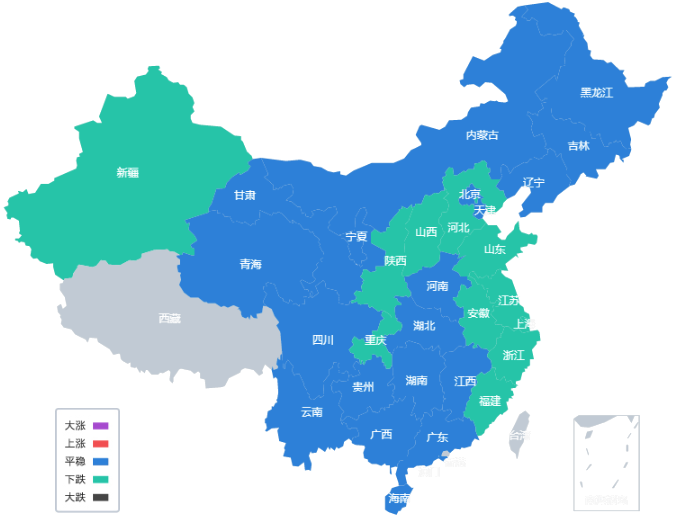 黑龙江
内蒙古
吉林
新疆
辽宁
甘肃
北京
天津
宁夏
山西
河北
山东
陕西
青海
河南
江苏
安徽
西藏
上海
湖北
四川
重庆
浙江
贵州
湖南
江西
福建
云南
广西
广东
台湾
海南
大涨
上涨
平稳
下跌
大跌